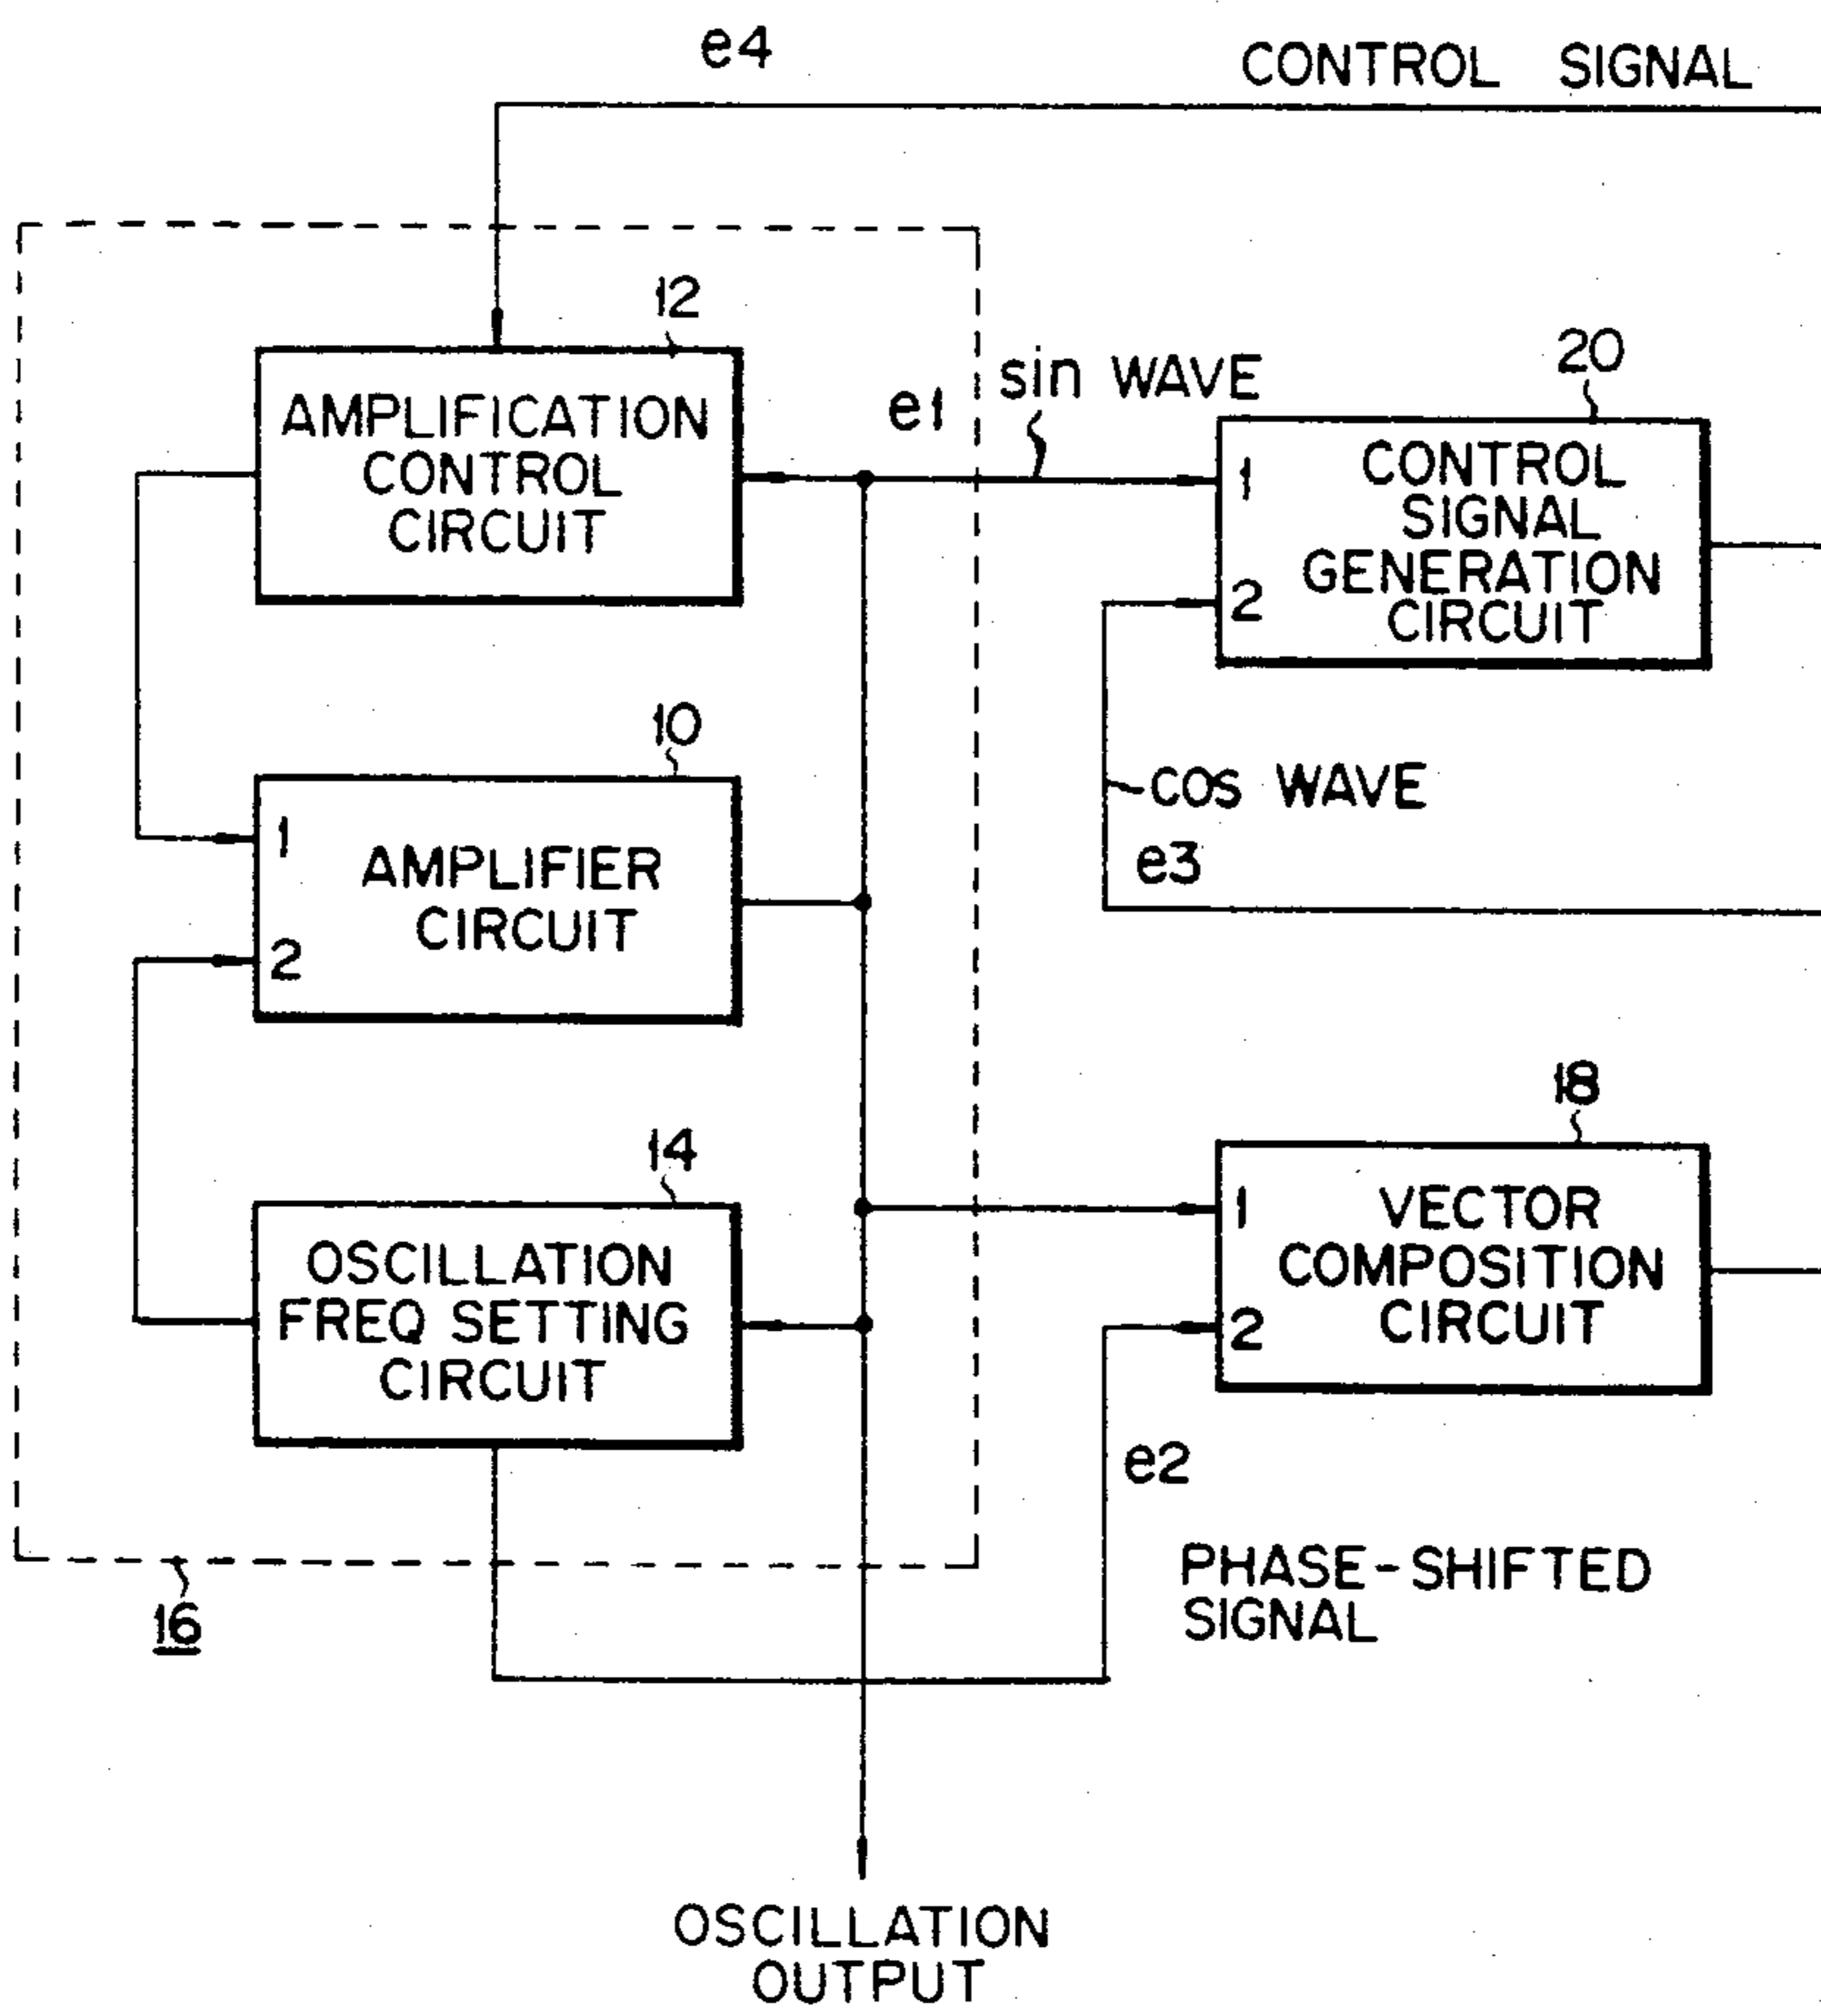 e4
CONTROL SIGNAL
12
AMPLIFICATION
CONTROL
CIRCUIT
e1
sin WAVE
20
1
CONTROL
SIGNAL
GENERATION
2
CIRCUIT
10
1
AMPLIFIER
CIRCUIT
2
COS WAVE
e3
14
OSCILLATION
FREQ SETTING
CIRCUIT
18
1
VECTOR
COMPOSITION
CIRCUIT
2
e2
PHASE-SHIFTED
SIGNAL
16
OSCILLATION
OUTPUT